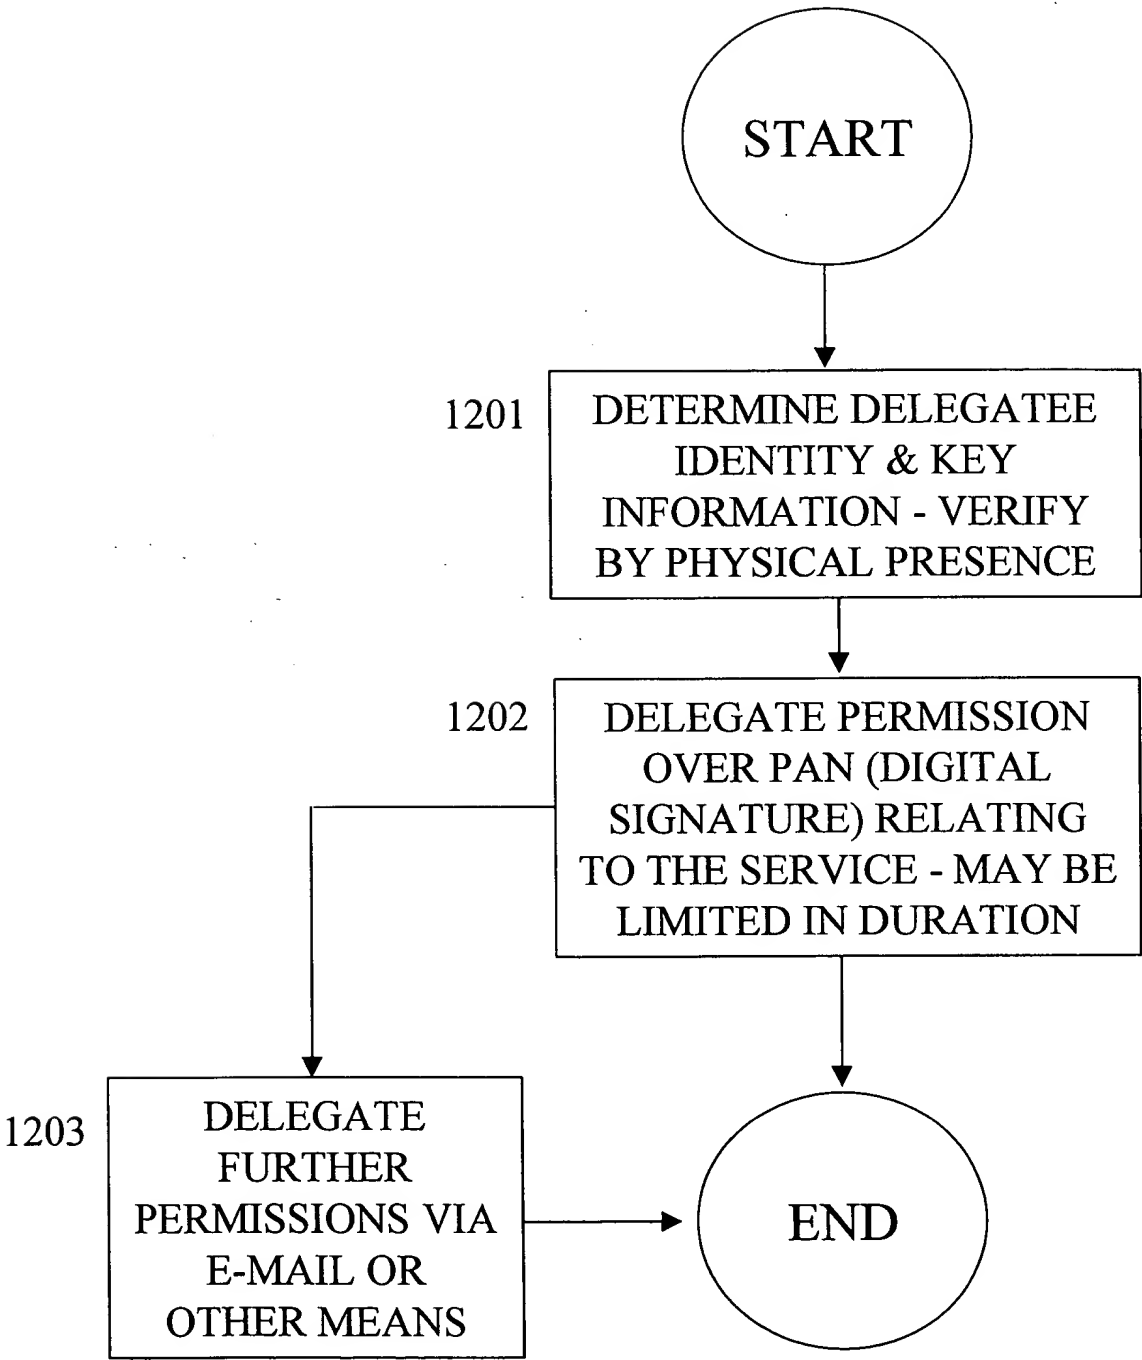 START
1201
DETERMINE DELEGATEE
IDENTITY & KEY
INFORMATION - VERIFY
BY PHYSICAL PRESENCE
1202
DELEGATE PERMISSION
OVER PAN (DIGITAL
SIGNATURE) RELATING
TO THE SERVICE - MAY BE
LIMITED IN DURATION
1203
DELEGATE
FURTHER
PERMISSIONS VIA
E-MAIL OR
OTHER MEANS
END